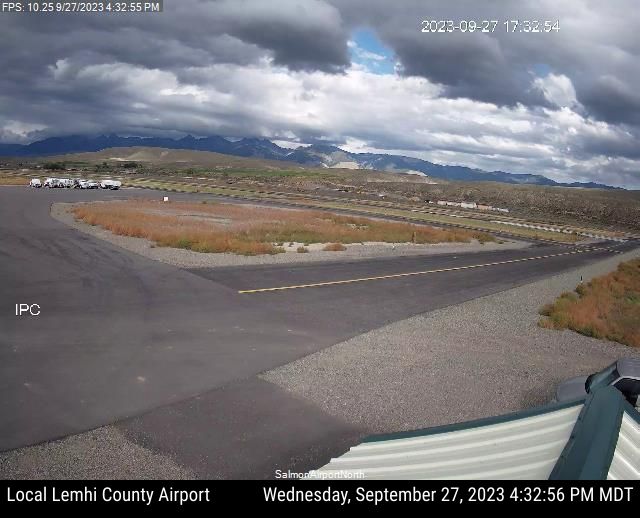 FPS: 10.25 9/27/2023 4:32:55 PM
2023-09-27 17:32:54
IPC
SalmonAirportNorth
Local Lemhi County Airport Wednesday, September 27, 2023 4:32:56 PM MDT